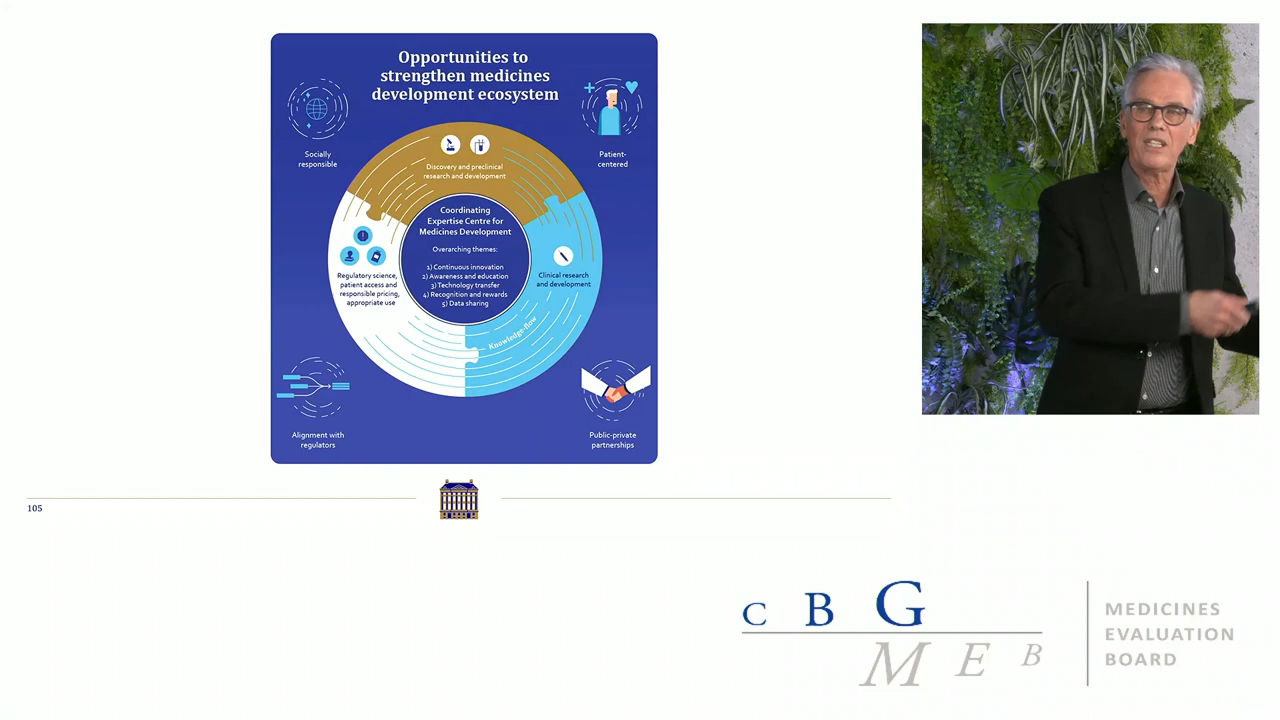 Opportunities to
strengthen medicines
development ecosystem
Socially
responsible
Patient-
centered
Discovery and preclinical
research and development
Coordinating
Expertise Centre for
Medicines Development
Overarching themes:
1) Continuous innovation
2) Awareness and education
3) Technology transfer
4) Recognition and rewards
5) Data sharing
Regulatory science,
patient access and
responsible pricing,
appropriate use
Clinical research
and development
Knowledge-flow
Alignment with
regulators
Public-private
partnerships
105
C B G
M E B
MEDICINES
EVALUATION
BOARD